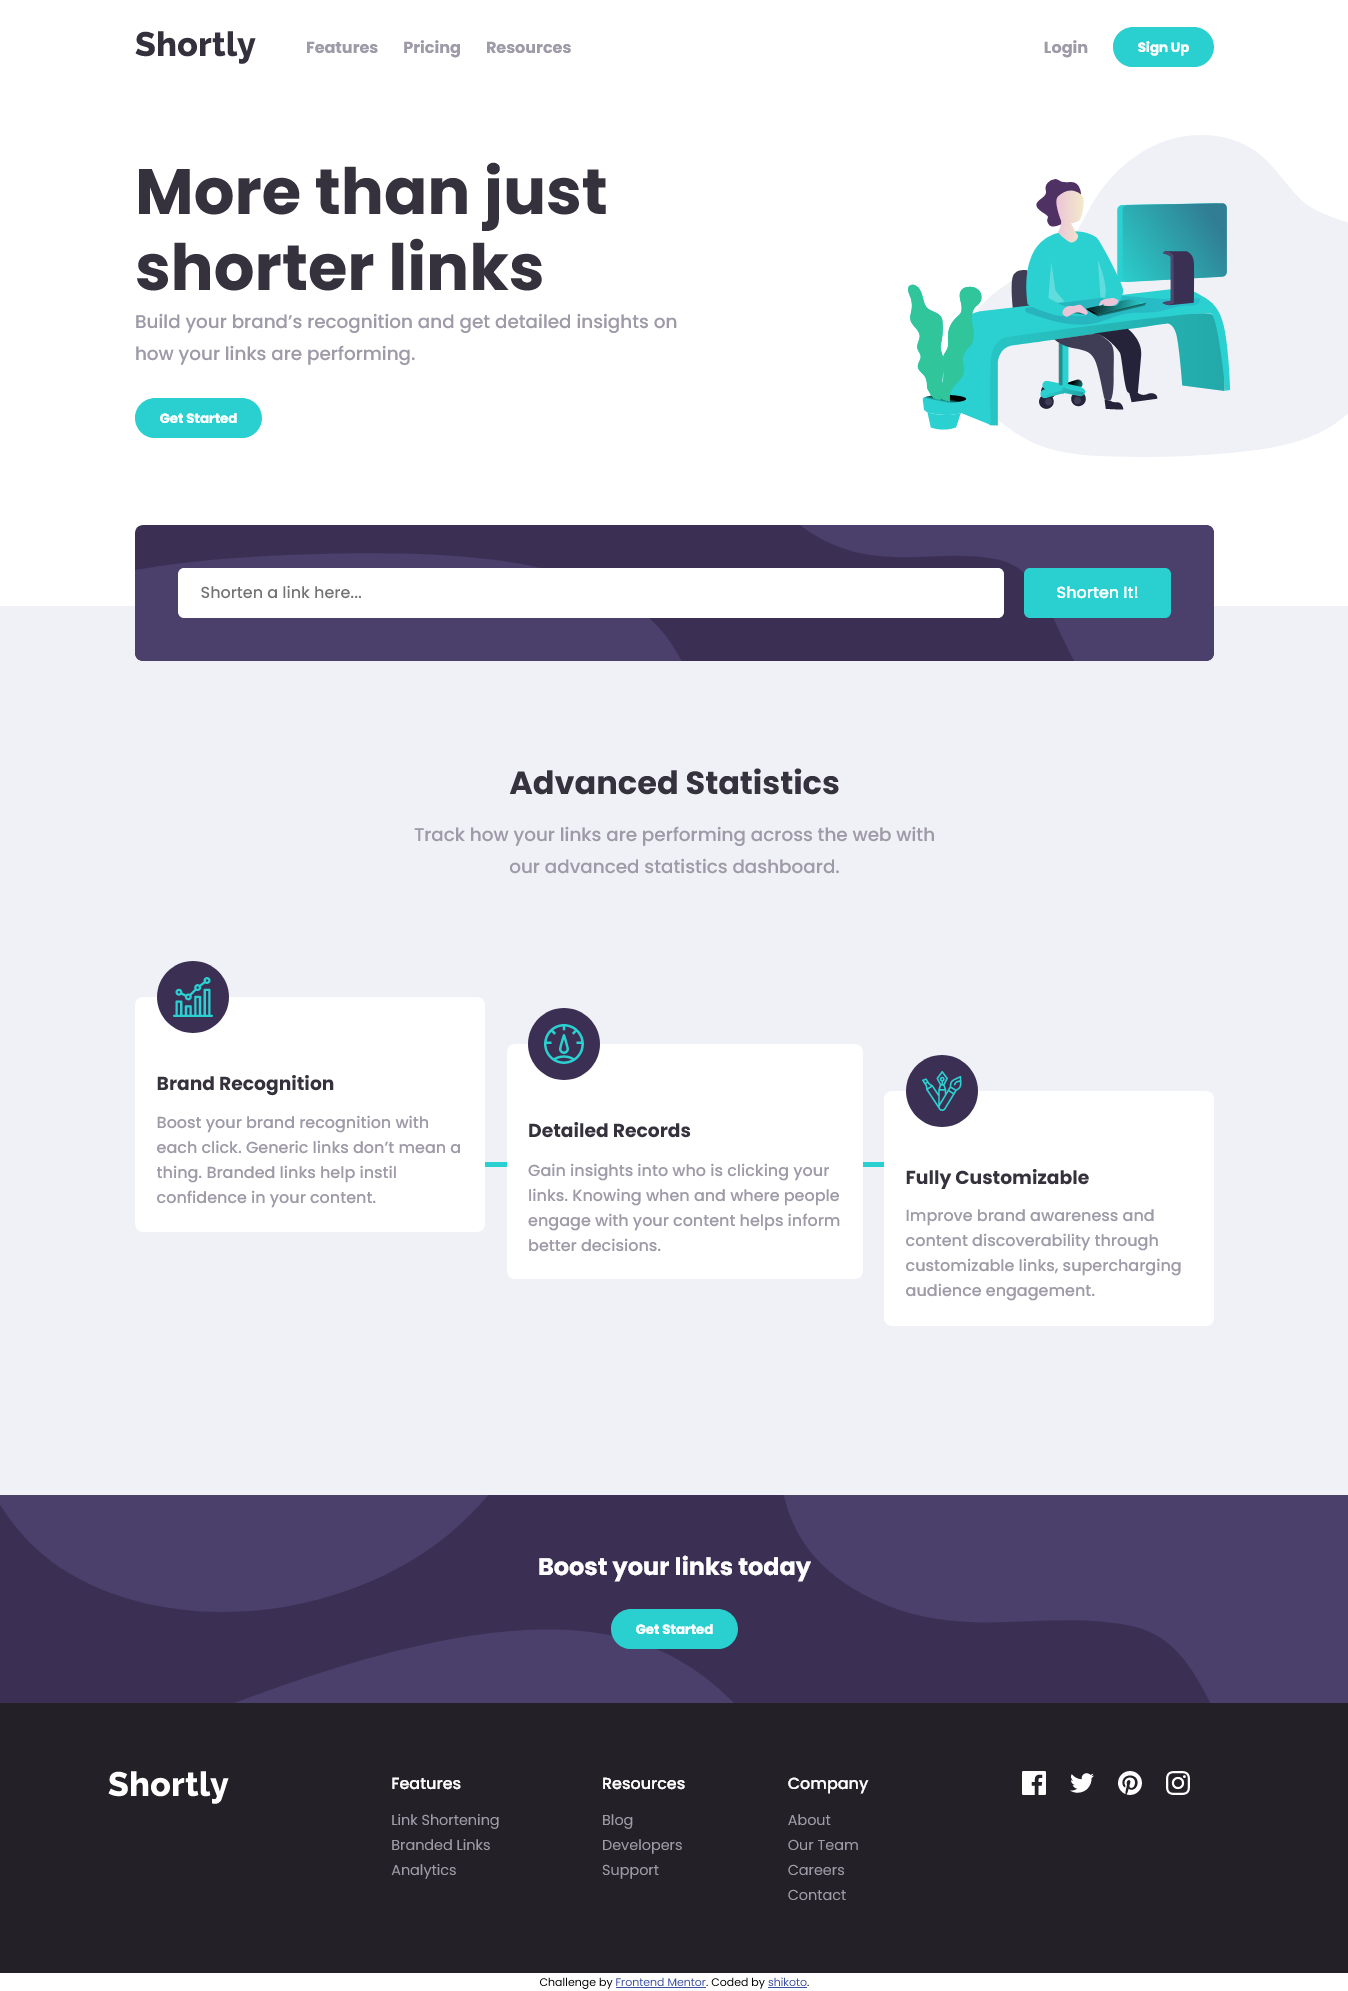 Shortly
Features Pricing Resources
Login
Sign Up
More than just
shorter links
Build your brand’s recognition and get detailed insights on
how your links are performing.
Get Started
Shorten a link here...
Shorten It!
Advanced Statistics
Track how your links are performing across the web with
our advanced statistics dashboard.
Brand Recognition
Boost your brand recognition with
each click. Generic links don’t mean a
thing. Branded links help instil
confidence in your content.
Detailed Records
Gain insights into who is clicking your
links. Knowing when and where people
engage with your content helps inform
better decisions.
Fully Customizable
Improve brand awareness and
content discoverability through
customizable links, supercharging
audience engagement.
Boost your links today
Get Started
Shortly
Features
Link Shortening
Branded Links
Analytics
Resources
Blog
Developers
Support
Company
About
Our Team
Careers
Contact
Challenge by Frontend Mentor. Coded by shikoto.